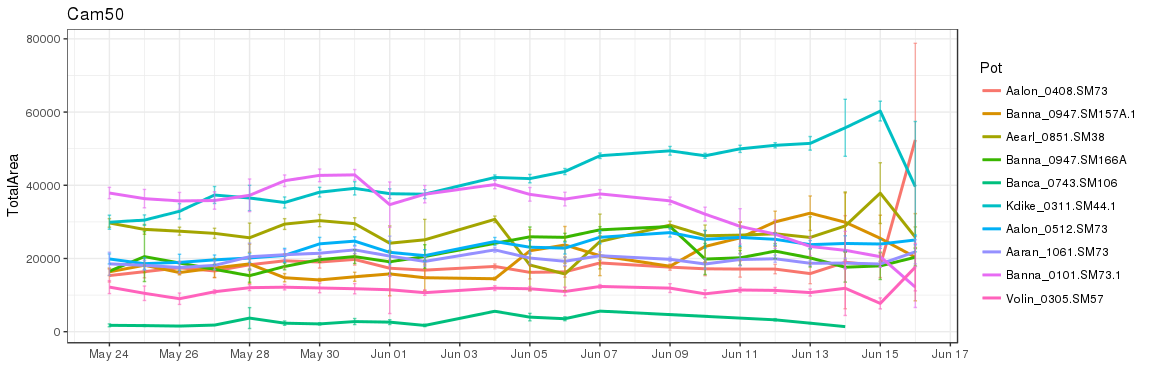 Cam50
TotalArea
80000
60000
40000
20000
0
May 24
May 26
May 28
May 30
Jun 01
Jun 03
Jun 05
Jun 07
Jun 09
Jun 11
Jun 13
Jun 15
Jun 17
Pot
Aalon_0408.SM73
Banna_0947.SM157A.1
Aearl_0851.SM38
Banna_0947.SM166A
Banca_0743.SM106
Kdike_0311.SM44.1
Aalon_0512.SM73
Aaran_1061.SM73
Banna_0101.SM73.1
Volin_0305.SM57